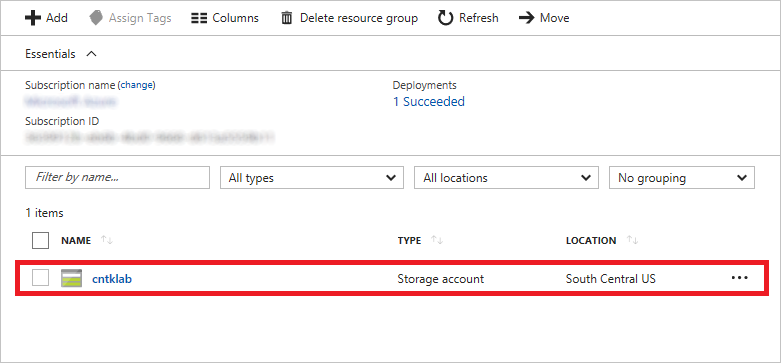 Add Assign Tags Columns Delete resource group Refresh Move
Essentials
Subscription name (change) Deployments
1 Succeeded
Subscription ID
Filter by name... All types All locations No grouping
1 items
NAME TYPE LOCATION
cntklab Storage account South Central US